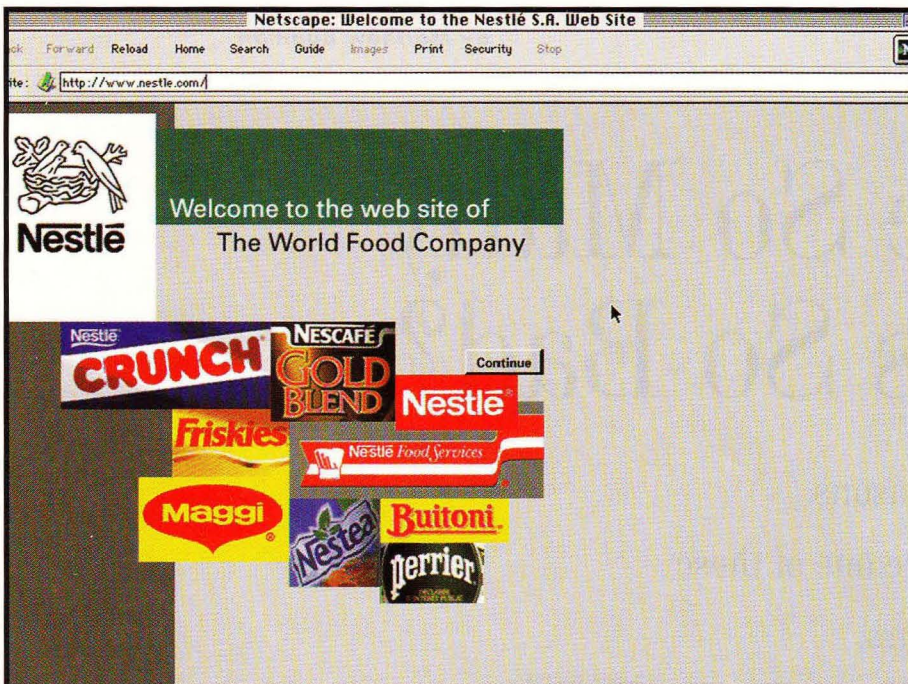 Netscape: Welcome to the Nestlé S.A. Web Site
Forward Reload Home Search Guide Images Print Security Stop
http://www.nestle.com/
Nestlé
Welcome to the web site of
The World Food Company
Nestlé
CRUNCH
NESCAFÉ
GOLD
BLEND
Continue
Nestlé®
Friskies
Nestlé Food Services
Maggi®
Nestea
Buitoni.
perrier